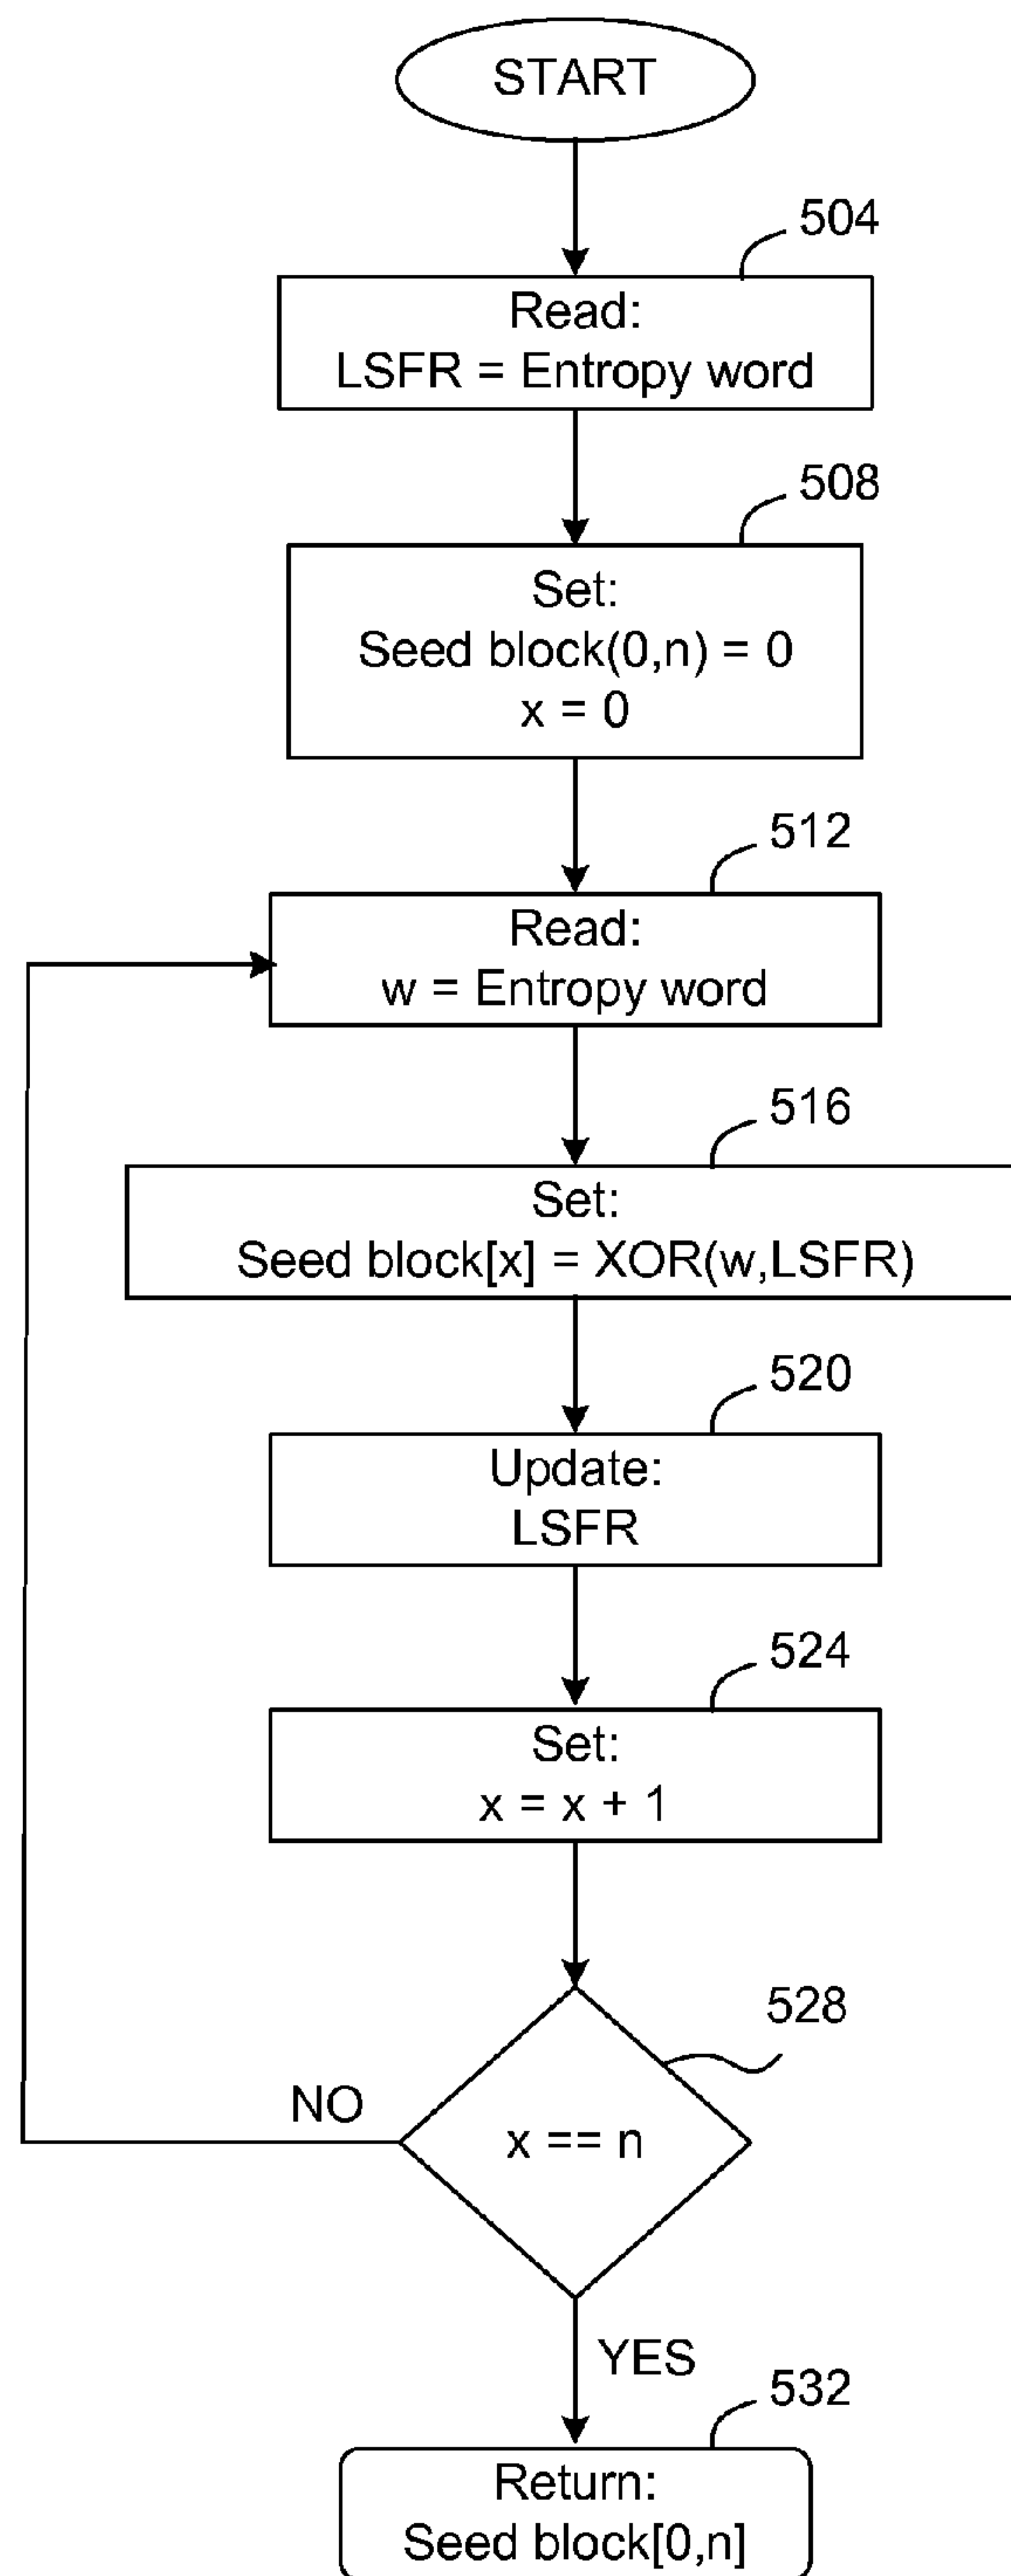 START
504
Read:
LSFR = Entropy word
508
Set:
Seed block(0,n) = 0
x = 0
512
Read:
w = Entropy word
516
Set:
Seed block[x] = XOR(w,LSFR)
520
Update:
LSFR
524
Set:
x = x + 1
528
NO
x == n
YES
532
Return:
Seed block[0,n]